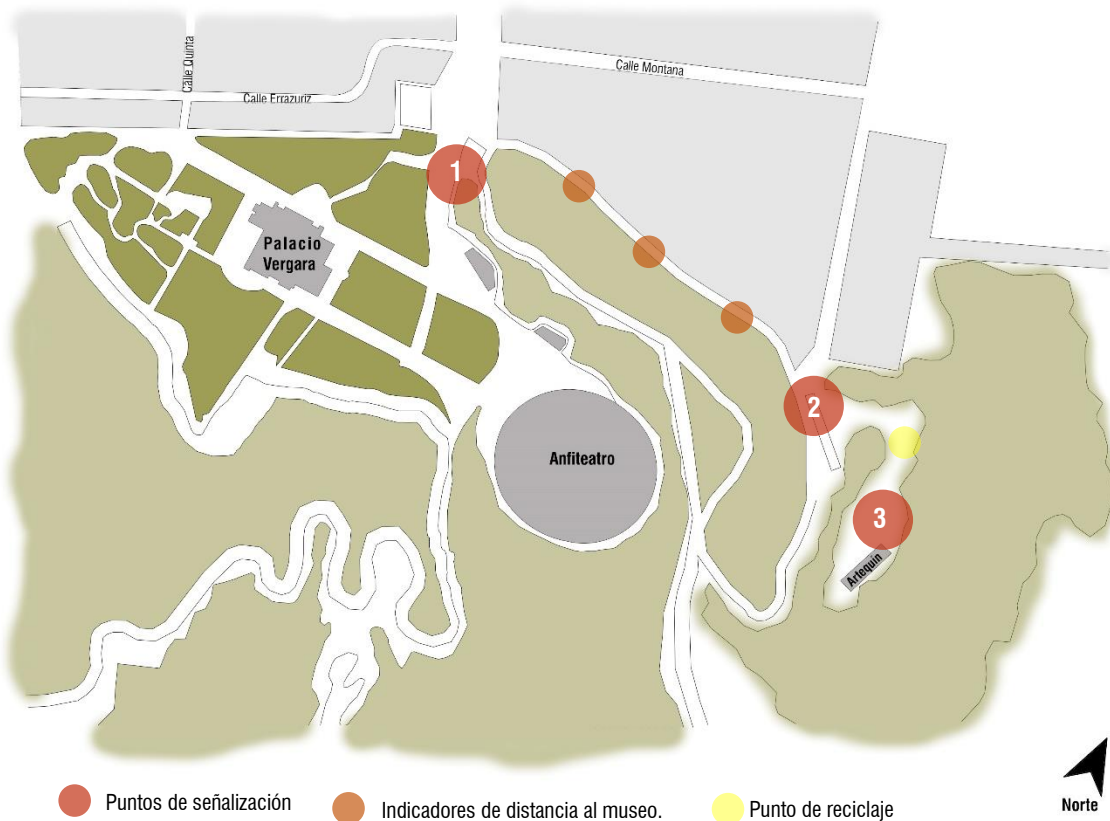 Calle Quinta
Calle Montana
Calle Errazuriz
1
Palacio
Vergara
2
Anfiteatro
3
Artequin
Puntos de señalización
Indicadores de distancia al museo.
Punto de reciclaje
Norte